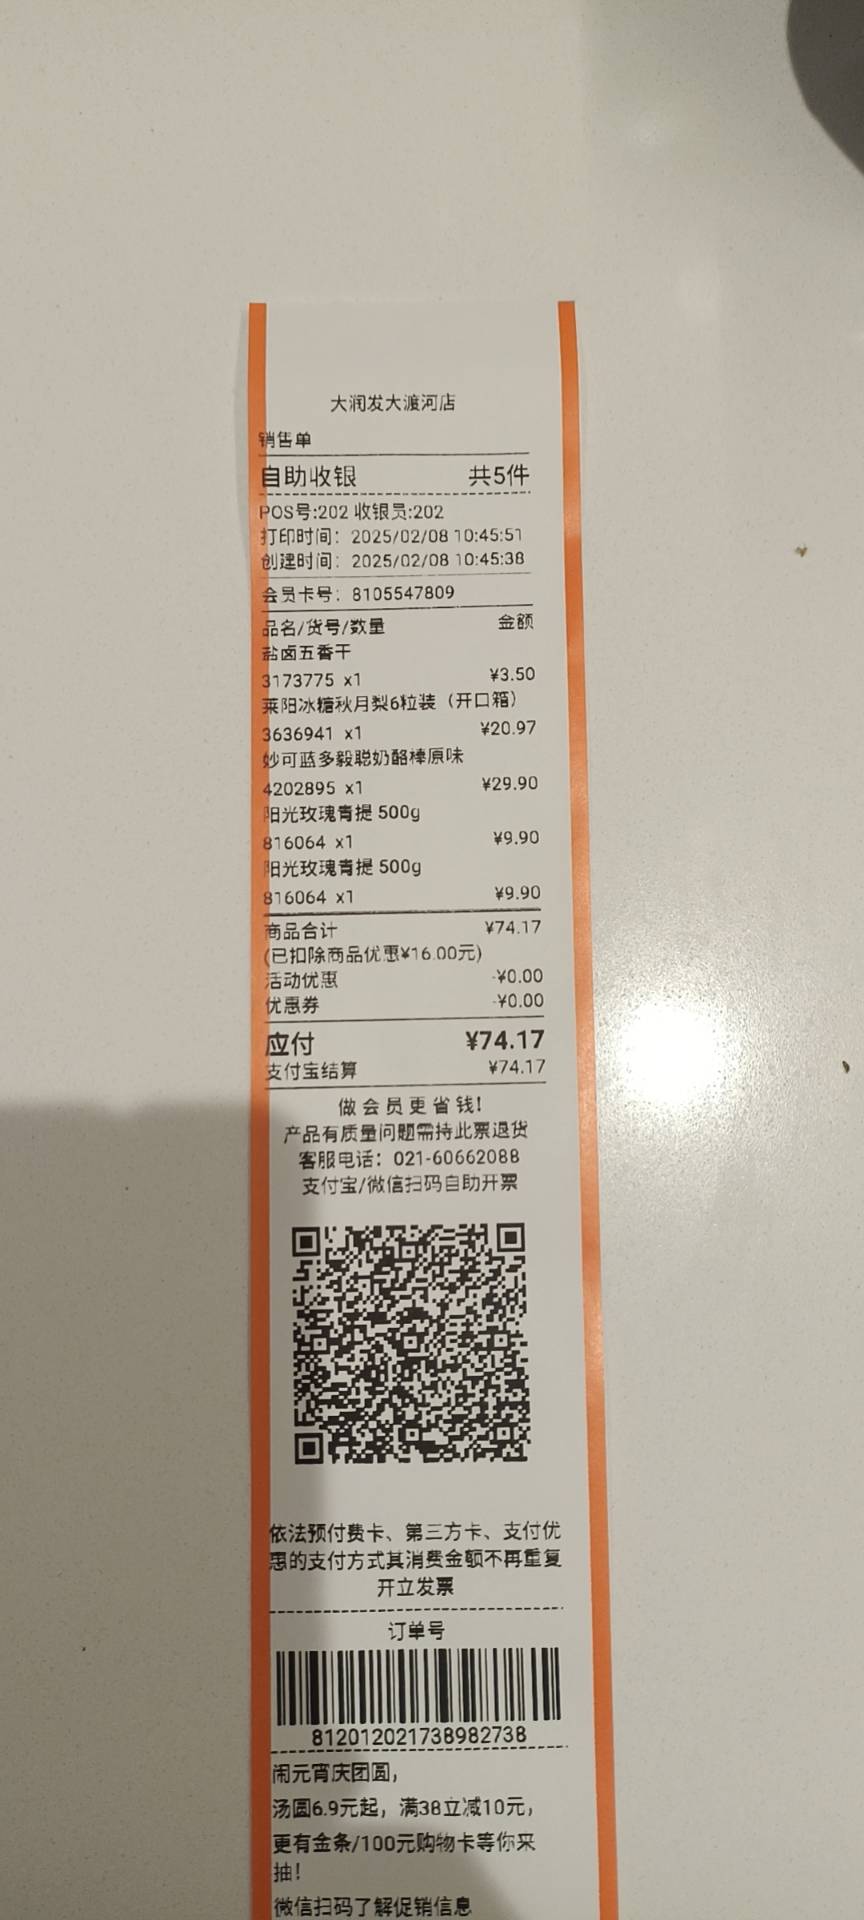 大润发大渡河店
销售单
自助收银 共5件
POS号:202 收银员:202
打印时间：2025/02/08 10:45:51
创建时间：2025/02/08 10:45:38
会员卡号：8105547809
品名/货号/数量 金额
盐卤五香干
3173775 x1 ¥3.50
莱阳冰糖秋月梨6粒装（开口箱）
3636941 x1 ¥20.97
妙可蓝多毅聪奶酪棒原味
4202895 x1 ¥29.90
阳光玫瑰青提 500g
816064 x1 ¥9.90
阳光玫瑰青提 500g
816064 x1 ¥9.90
商品合计 ¥74.17
(已扣除商品优惠¥16.00元)
活动优惠 -¥0.00
优惠券 -¥0.00
应付 ¥74.17
支付宝结算 ¥74.17
做会员更省钱!
产品有质量问题需持此票退货
客服电话：021-60662088
支付宝/微信扫码自助开票
依法预付费卡、第三方卡、支付优
惠的支付方式其消费金额不再重复
开立发票
订单号
812012021738982738
闹元宵庆团圆，
汤圆6.9元起，满38立减10元，
更有金条/100元购物卡等你来
抽！
微信扫码了解促销信息